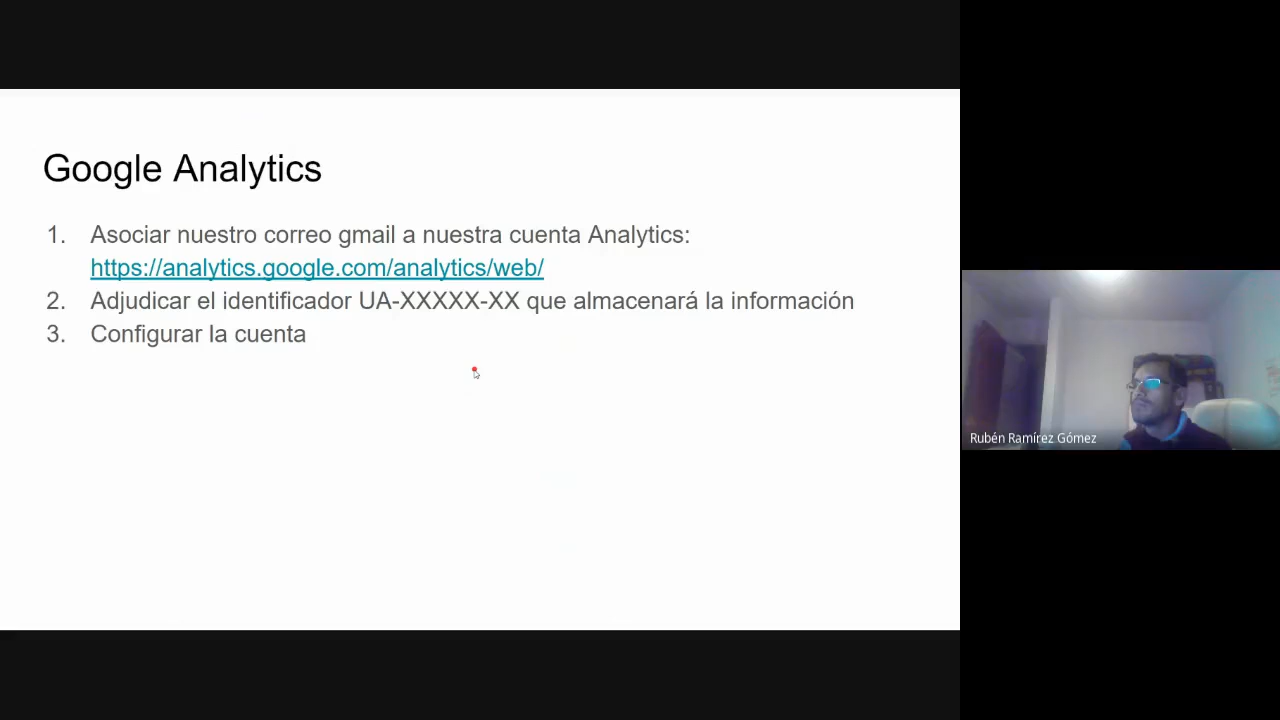 Google Analytics
1. Asociar nuestro correo gmail a nuestra cuenta Analytics:
https://analytics.google.com/analytics/web/
2. Adjudicar el identificador UA-XXXXX-XX que almacenará la información
3. Configurar la cuenta
Rubén Ramírez Gómez